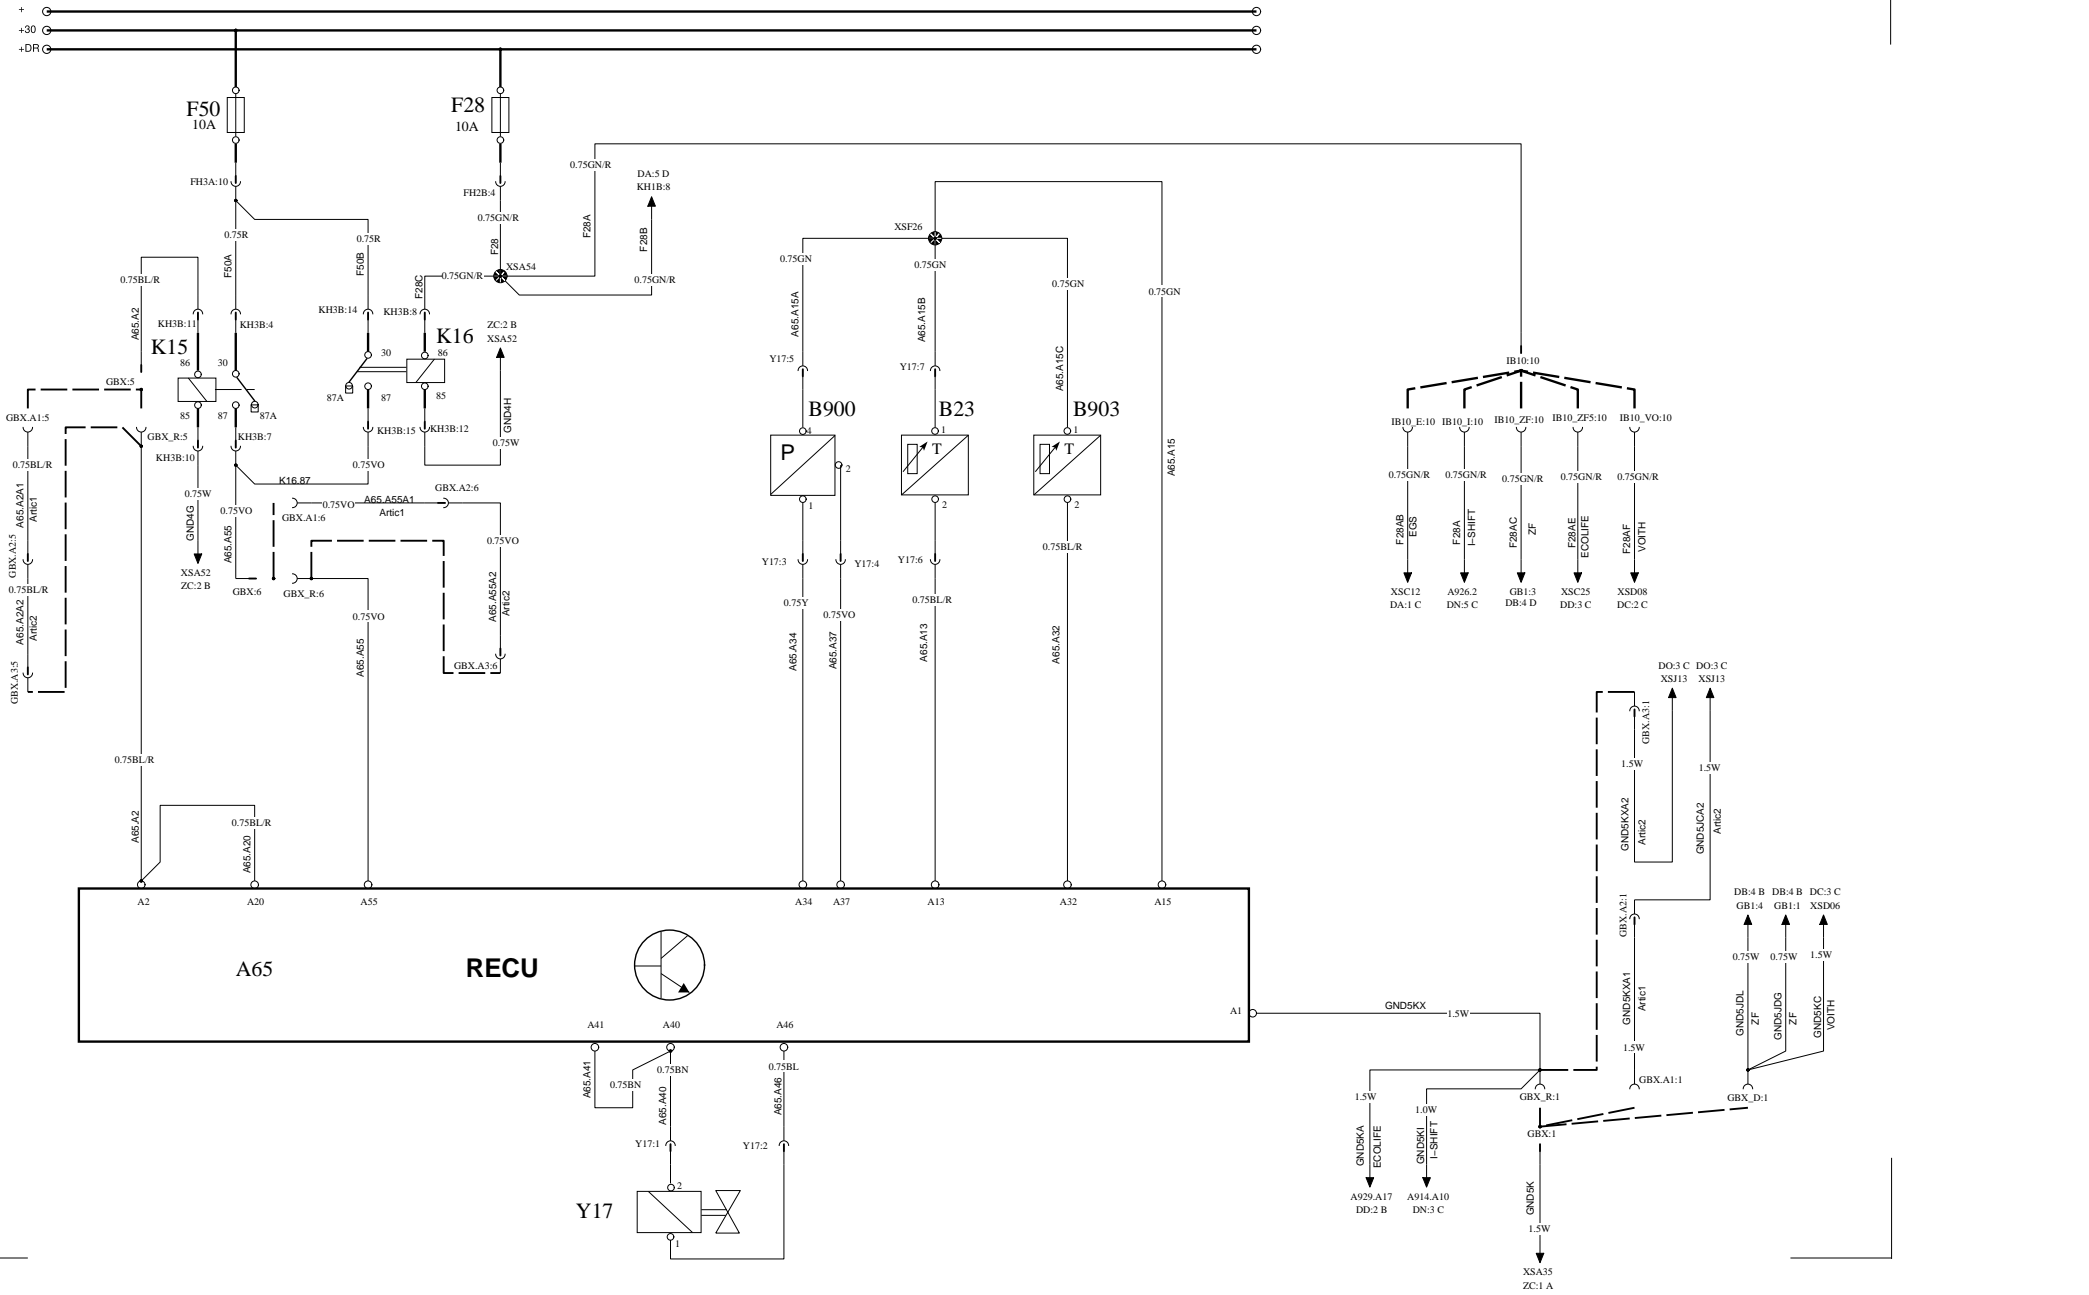 +
+30
+DR
F50
10A
F28
10A
FH3A:10
FH2B:4
0.75GN/R
DA:5 D
KH1B:8
0.75GN/R
F28A
F28B
F28
XSA54
0.75R
0.75R
F50A
F50B
F28C
0.75GN/R
0.75GN/R
0.75BL/R
A65.A2
KH3B:11
KH3B:4
KH3B:14
KH3B:8
K15
K16
ZC:2 B
XSA52
86
30
30
86
85
87
87A
87A
87
85
GBX:5
GBX.A1:5
GBX_R:5
KH3B:10
KH3B:7
KH3B:15
KH3B:12
GND4H
0.75W
0.75BL/R
A65.A2A1
Artic1
GBX.A2:5
0.75BL/R
A65.A2A2
Artic2
GBX.A3:5
0.75W
GND4G
XSA52
ZC:2 B
0.75VO
K16.87
0.75VO
A65.A55
GBX:6
GBX_R:6
GBX.A1:6
0.75VO
A65.A55A1
Artic1
GBX.A2:6
0.75VO
A65.A55A2
Artic2
GBX.A3:6
0.75VO
A65.A55
0.75BL/R
A65.A2
0.75BL/R
A65.A20
XSF26
0.75GN
0.75GN
0.75GN
0.75GN
A65.A15A
A65.A15B
A65.A15C
A65.A15
Y17:5
Y17:7
B900
B23
B903
4
1
1
P
T
T
2
1
2
2
Y17:3
Y17:4
Y17:6
0.75Y
0.75VO
0.75BL/R
0.75BL/R
A65.A34
A65.A37
A65.A13
A65.A32
IB10:10
IB10_E:10
IB10_I:10
IB10_ZF:10
IB10_ZF5:10
IB10_VO:10
0.75GN/R
0.75GN/R
0.75GN/R
0.75GN/R
0.75GN/R
F28AB
EGS
F28A
I-SHIFT
F28AC
ZF
F28AE
ECOLIFE
F28AF
VOITH
XSC12
DA:1 C
A926.2
DN:5 C
GB1:3
DB:4 D
XSC25
DD:3 C
XSD08
DC:2 C
A2
A20
A55
A34
A37
A13
A32
A15
A65
RECU
A41
A40
A46
A1
A65.A41
0.75BN
0.75BN
A65.A40
0.75BL
A65.A46
Y17:1
Y17:2
2
Y17
1
GND5KX
1.5W
DO:3 C
XSJ13
DO:3 C
XSJ13
GBX.A3:1
1.5W
1.5W
GND5KXA2
Artic2
GND5JCA2
Artic2
GBX.A2:1
GND5KXA1
Artic1
1.5W
GBX.A1:1
DB:4 B
GB1:4
DB:4 B
GB1:1
DC:3 C
XSD06
0.75W
0.75W
1.5W
GND5JDL
ZF
GND5JDG
ZF
GND5KC
VOITH
GBX_D:1
GBX_R:1
GBX:1
1.5W
GND5KA
ECOLIFE
1.0W
GND5KI
I-SHIFT
A929.A17
DD:2 B
A914.A10
DN:3 C
GND5K
1.5W
XSA35
ZC:1 A